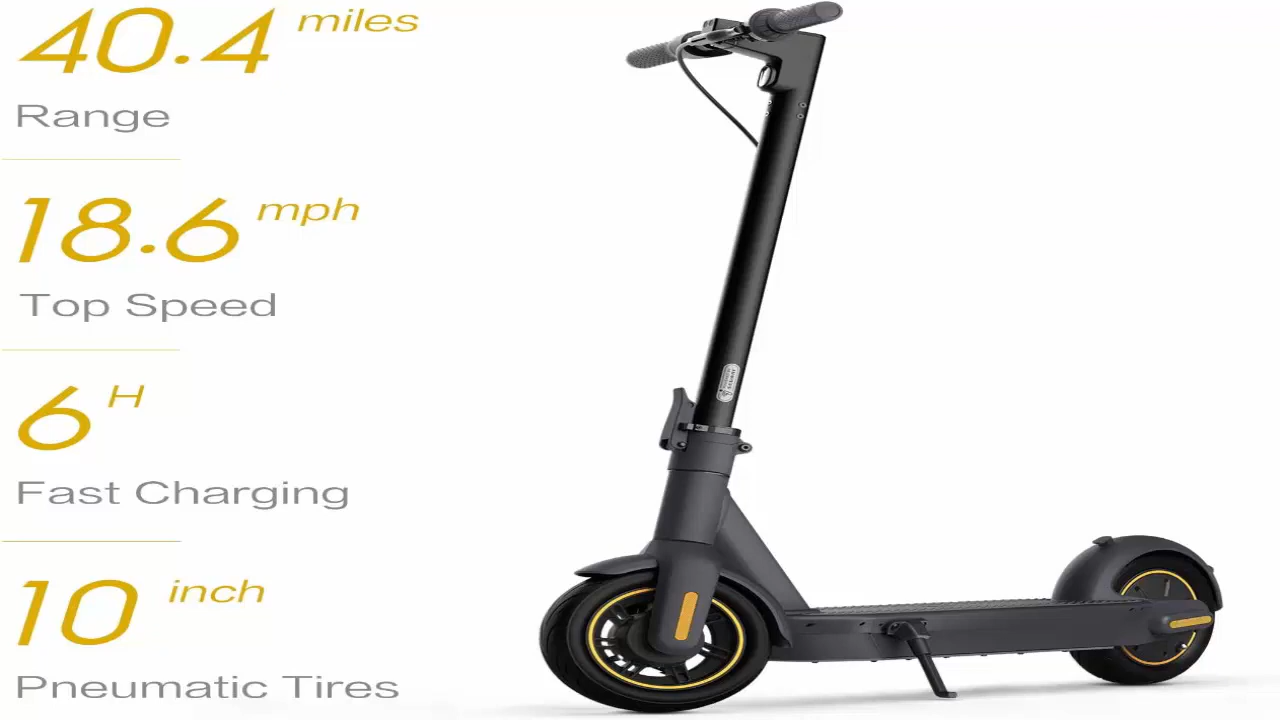 40.4 miles
Range
18.6 mph
Top Speed
6 H
Fast Charging
10 inch
Pneumatic Tires